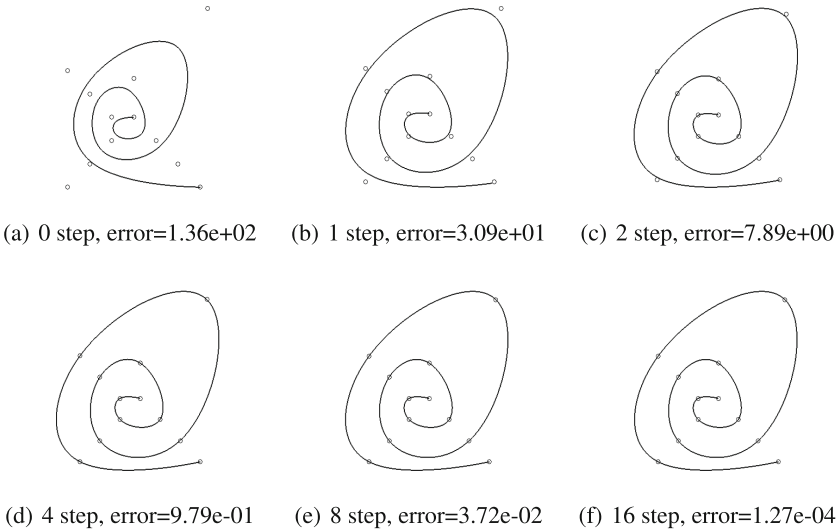 (a) 0 step, error=1.36e+02 (b) 1 step, error=3.09e+01 (c) 2 step, error=7.89e+00
(d) 4 step, error=9.79e-01 (e) 8 step, error=3.72e-02 (f) 16 step, error=1.27e-04